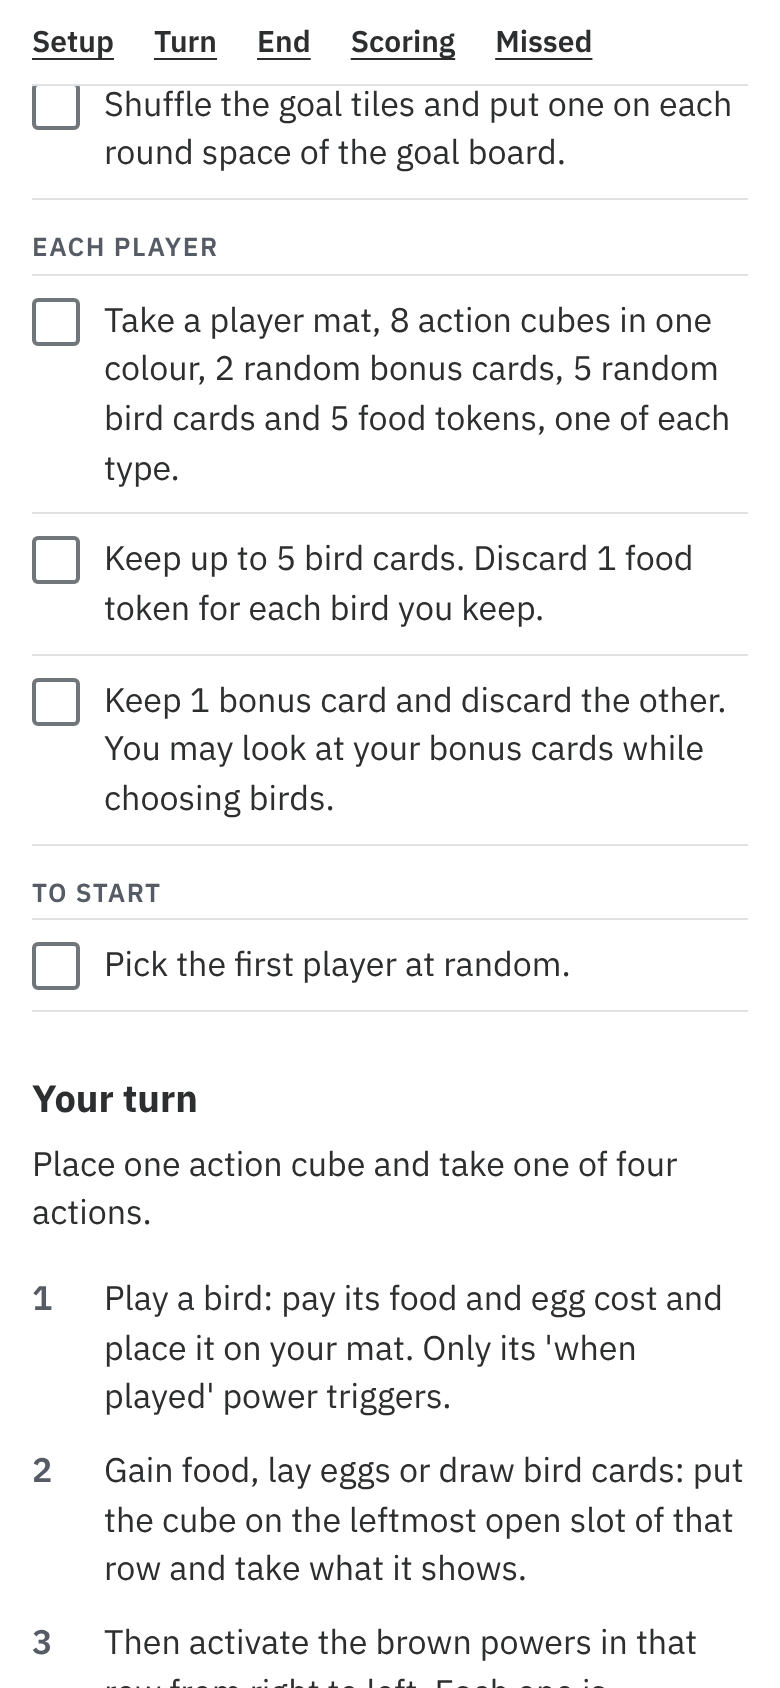 Setup Turn End Scoring Missed
Shuffle the goal tiles and put one on each
round space of the goal board.
EACH PLAYER
Take a player mat, 8 action cubes in one
colour, 2 random bonus cards, 5 random
bird cards and 5 food tokens, one of each
type.
Keep up to 5 bird cards. Discard 1 food
token for each bird you keep.
Keep 1 bonus card and discard the other.
You may look at your bonus cards while
choosing birds.
TO START
Pick the first player at random.
Your turn
Place one action cube and take one of four
actions.
1 Play a bird: pay its food and egg cost and
place it on your mat. Only its 'when
played' power triggers.
2 Gain food, lay eggs or draw bird cards: put
the cube on the leftmost open slot of that
row and take what it shows.
3 Then activate the brown powers in that
row from right to left. Each one is